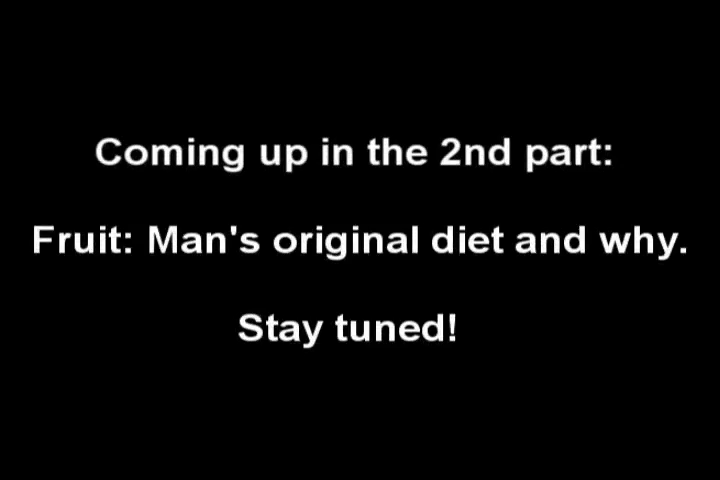 Coming up in the 2nd part:
Fruit: Man's original diet and why.
Stay tuned!